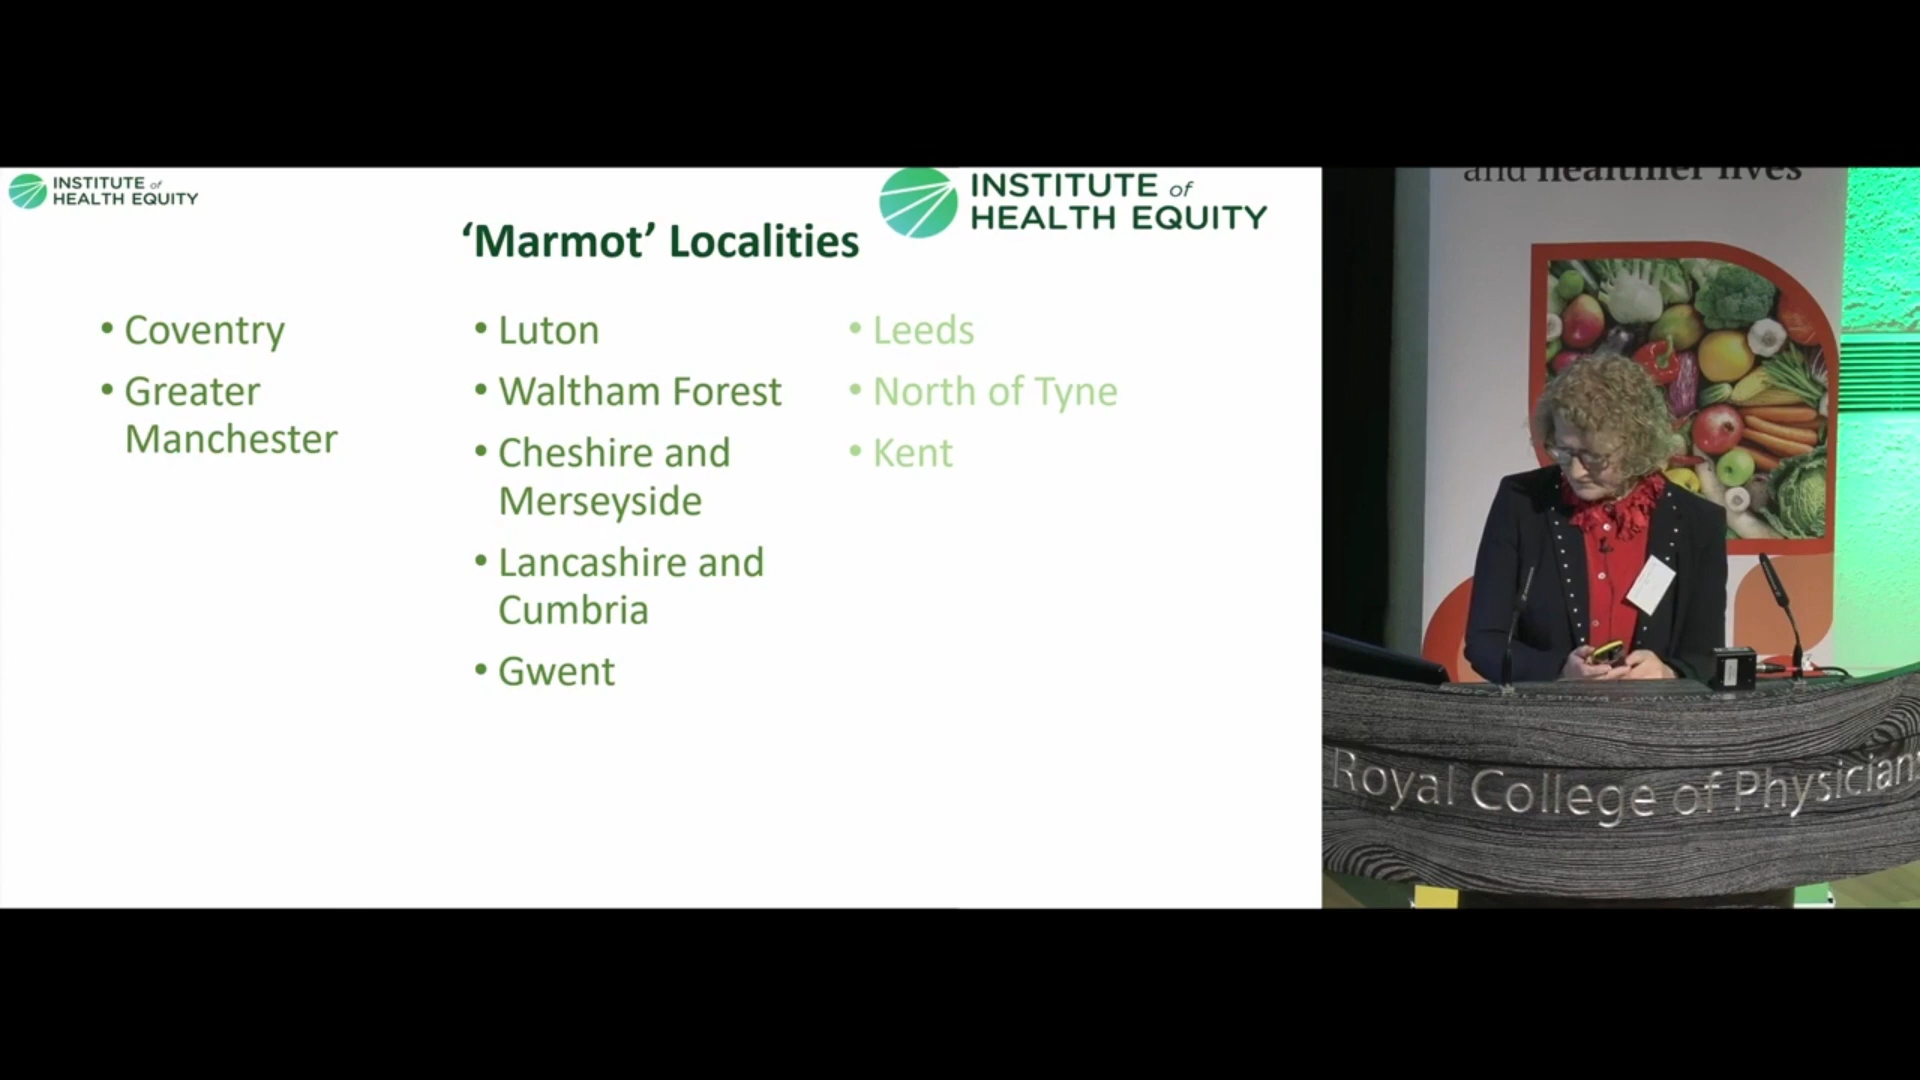 INSTITUTE of
HEALTH EQUITY
INSTITUTE of
HEALTH EQUITY
‘Marmot’ Localities
• Coventry
• Greater
Manchester
• Luton
• Waltham Forest
• Cheshire and
Merseyside
• Lancashire and
Cumbria
• Gwent
• Leeds
• North of Tyne
• Kent
and healthier lives
Royal College of Physicians